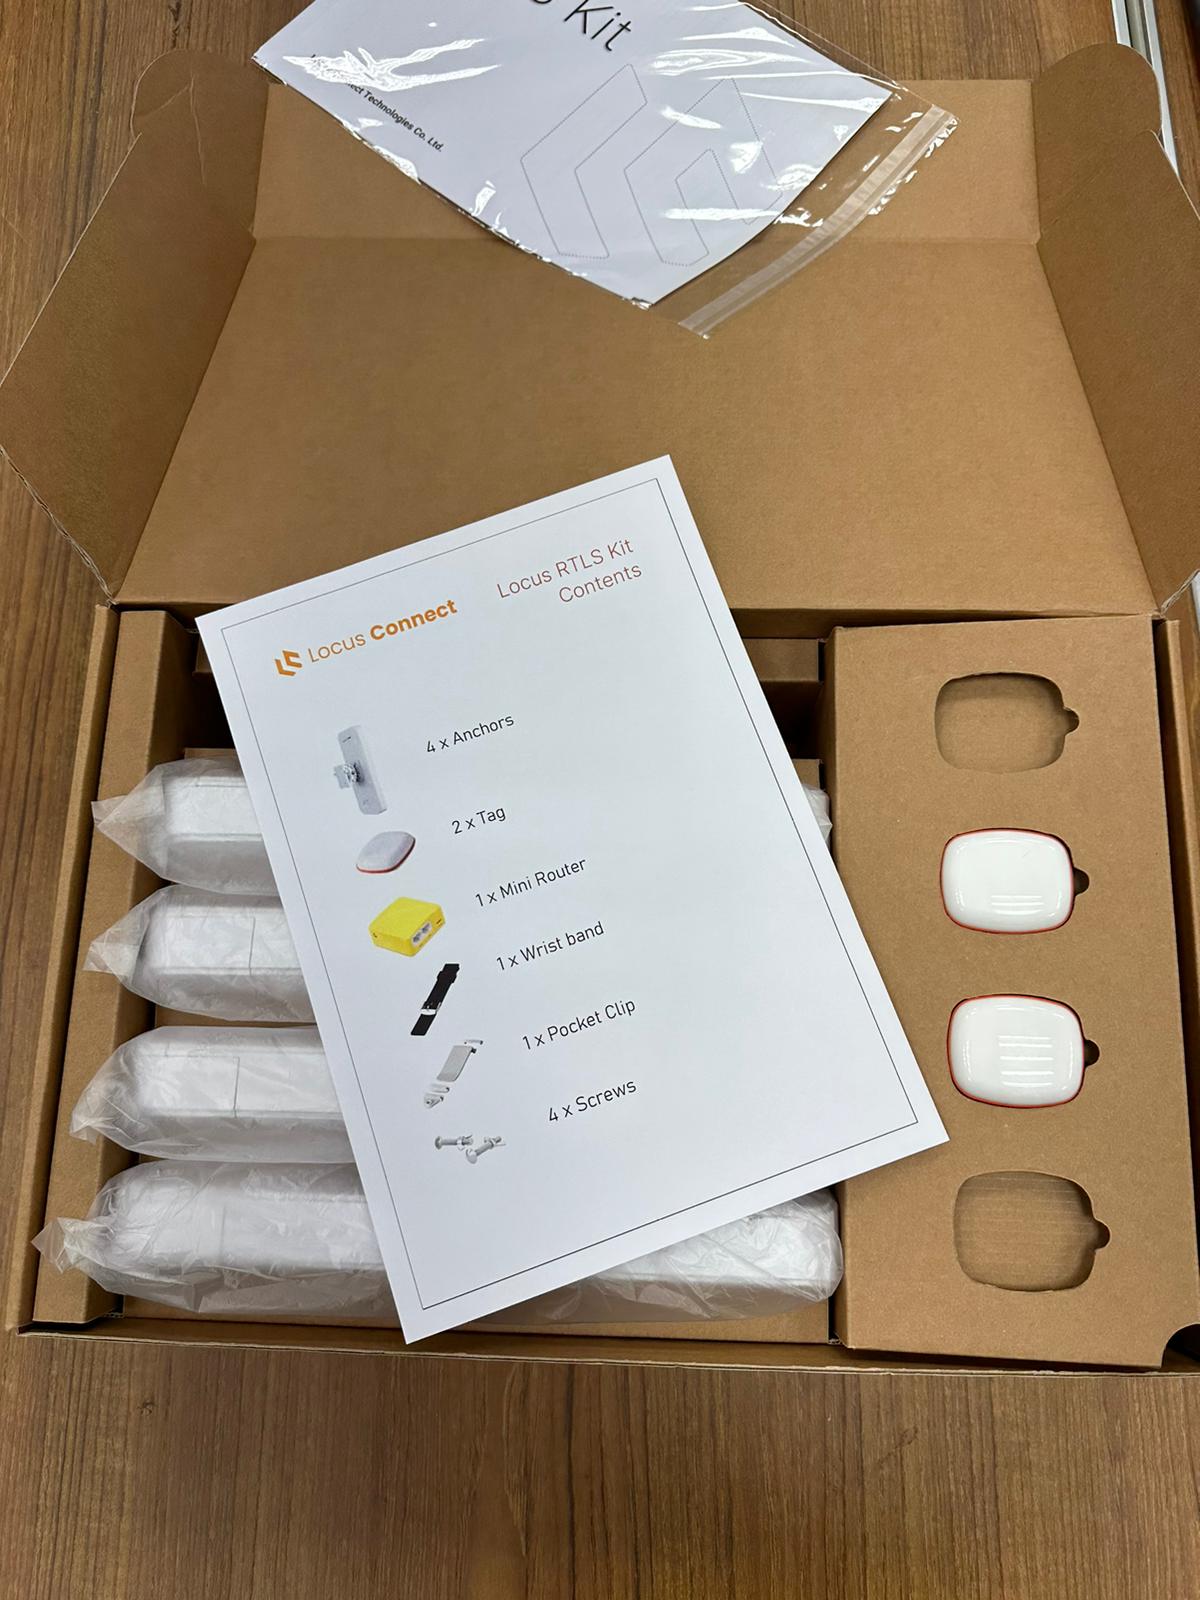 Kit
Technologies Co. Ltd.
Locus Connect
Locus RTLS Kit
Contents
4 x Anchors
2 x Tag
1 x Mini Router
1 x Wrist band
1 x Pocket Clip
4 x Screws